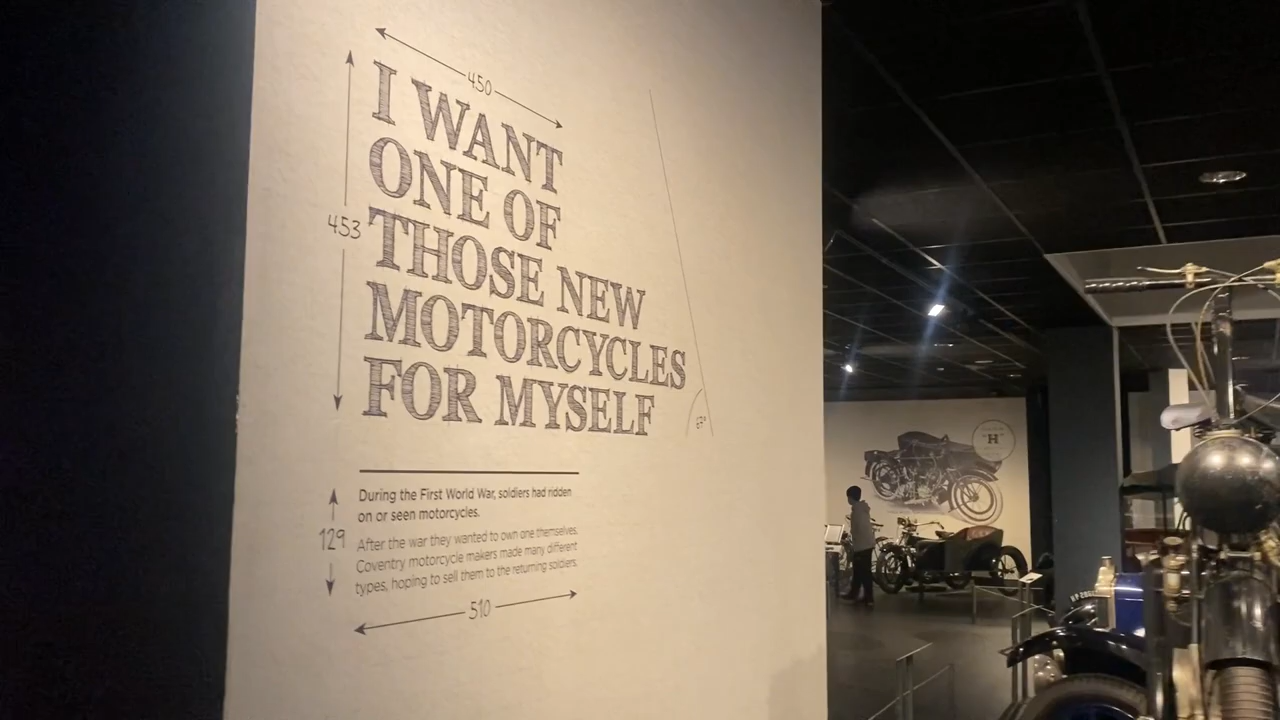 450
I WANT
ONE OF
THOSE NEW
MOTORCYCLES
FOR MYSELF
453
67°
During the First World War, soldiers had ridden
on or seen motorcycles.
129
After the war they wanted to own one themselves.
Coventry motorcycle makers made many different
types, hoping to sell them to the returning soldiers.
510
"H"